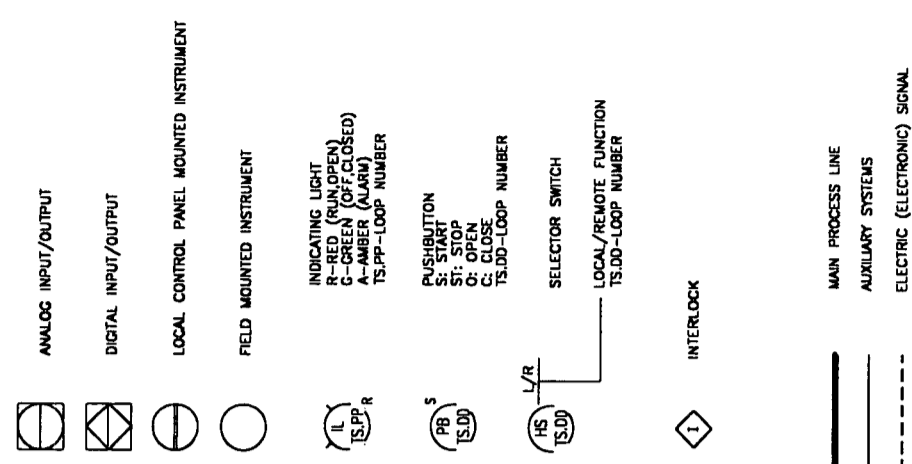 ANALOG INPUT/OUTPUT
DIGITAL INPUT/OUTPUT
LOCAL CONTROL PANEL MOUNTED INSTRUMENT
FIELD MOUNTED INSTRUMENT
IL
TS.PP
R
INDICATING LIGHT
R-RED (RUN,OPEN)
G-GREEN (OFF,CLOSED)
A-AMBER (ALARM)
TS.PP-LOOP NUMBER
PB
TS.DD
S
PUSHBUTTON
S: START
ST: STOP
O: OPEN
C: CLOSE
TS.DD-LOOP NUMBER
HS
TS.DD
L/R
SELECTOR SWITCH
LOCAL/REMOTE FUNCTION
TS.DD-LOOP NUMBER
I
INTERLOCK
MAIN PROCESS LINE
AUXILIARY SYSTEMS
ELECTRIC (ELECTRONIC) SIGNAL